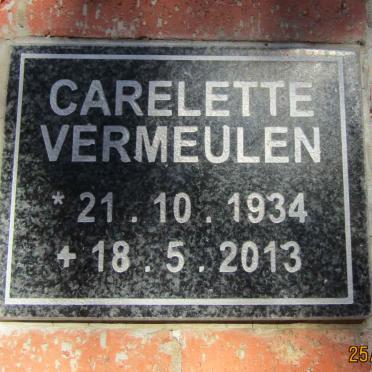 CARELETTE
VERMEULEN
* 21 . 10 . 1934
+ 18 . 5 . 2013
25/